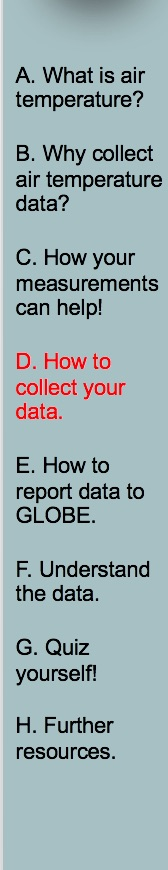 A. What is air
temperature?
B. Why collect
air temperature
data?
C. How your
measurements
can help!
D. How to
collect your
data.
E. How to
report data to
GLOBE.
F. Understand
the data.
G. Quiz
yourself!
H. Further
resources.